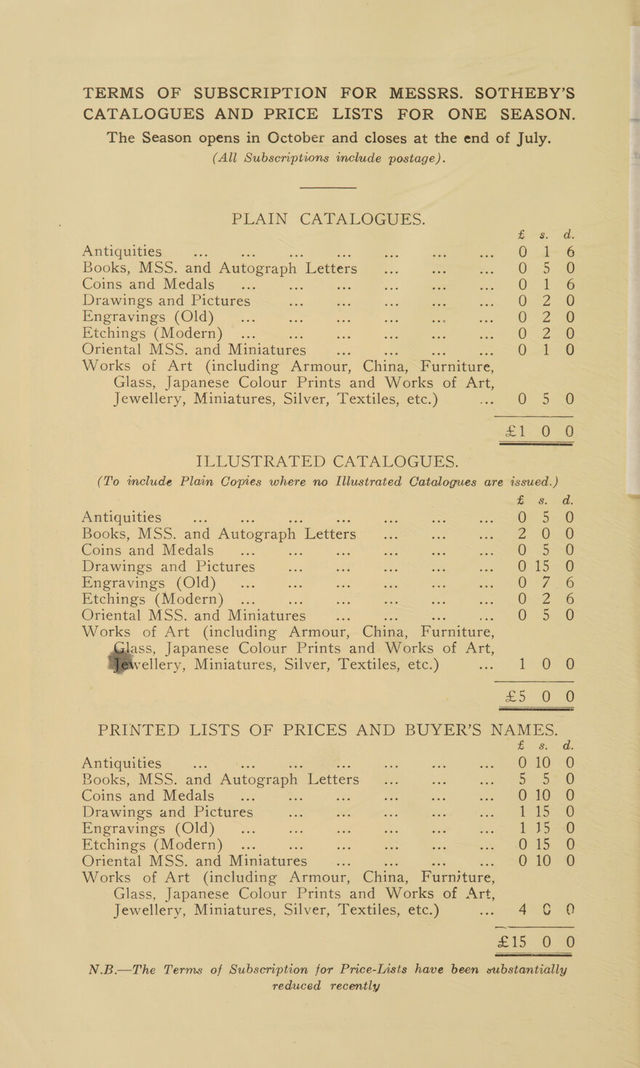 TERMS OF SUBSCRIPTION FOR MESSRS. SOTHEBY'S
CATALOGUES AND PRICE LISTS FOR ONE SEASON.
The Season opens in October and closes at the end of July.
(All Subscriptions include postage).
PLAIN CATALOGUES.
£ s. d.
Antiquities ... ... ... ... ... ... ... 0 1 6
Books, MSS. and Autograph Letters ... ... ... 0 5 0
Coins and Medals ... ... ... ... ... ... 0 1 6
Drawings and Pictures ... ... ... ... ... 0 2 0
Engravings (Old) ... ... ... ... ... ... 0 2 0
Etchings (Modern) ... ... ... ... ... ... 0 2 0
Oriental MSS. and Miniatures ... ... ... ... 0 1 0
Works of Art (including Armour, China, Furniture,
Glass, Japanese Colour Prints and Works of Art,
Jewellery, Miniatures, Silver, Textiles, etc.) ... 0 5 0
£1 0 0
ILLUSTRATED CATALOGUES.
(To include Plain Copies where no Illustrated Catalogues are issued.)
£ s. d.
Antiquities ... ... ... ... ... ... ... 0 5 0
Books, MSS. and Autograph Letters ... ... ... 2 0 0
Coins and Medals ... ... ... ... ... ... 0 5 0
Drawings and Pictures ... ... ... ... ... 0 15 0
Engravings (Old) ... ... ... ... ... ... 0 7 6
Etchings (Modern) ... ... ... ... ... ... 0 2 6
Oriental MSS. and Miniatures ... ... ... ... 0 5 0
Works of Art (including Armour, China, Furniture,
Glass, Japanese Colour Prints and Works of Art,
Jewellery, Miniatures, Silver, Textiles, etc.) ... 1 0 0
£5 0 0
PRINTED LISTS OF PRICES AND BUYER'S NAMES.
£ s. d.
Antiquities ... ... ... ... ... ... ... 0 10 0
Books, MSS. and Autograph Letters ... ... ... 5 5 0
Coins and Medals ... ... ... ... ... ... 0 10 0
Drawings and Pictures ... ... ... ... ... 1 15 0
Engravings (Old) ... ... ... ... ... ... 1 15 0
Etchings (Modern) ... ... ... ... ... ... 0 15 0
Oriental MSS. and Miniatures ... ... ... ... 0 10 0
Works of Art (including Armour, China, Furniture,
Glass, Japanese Colour Prints and Works of Art,
Jewellery, Miniatures, Silver, Textiles, etc.) ... 4 0 0
£15 0 0
N.B.—The Terms of Subscription for Price-Lists have been substantially
reduced recently